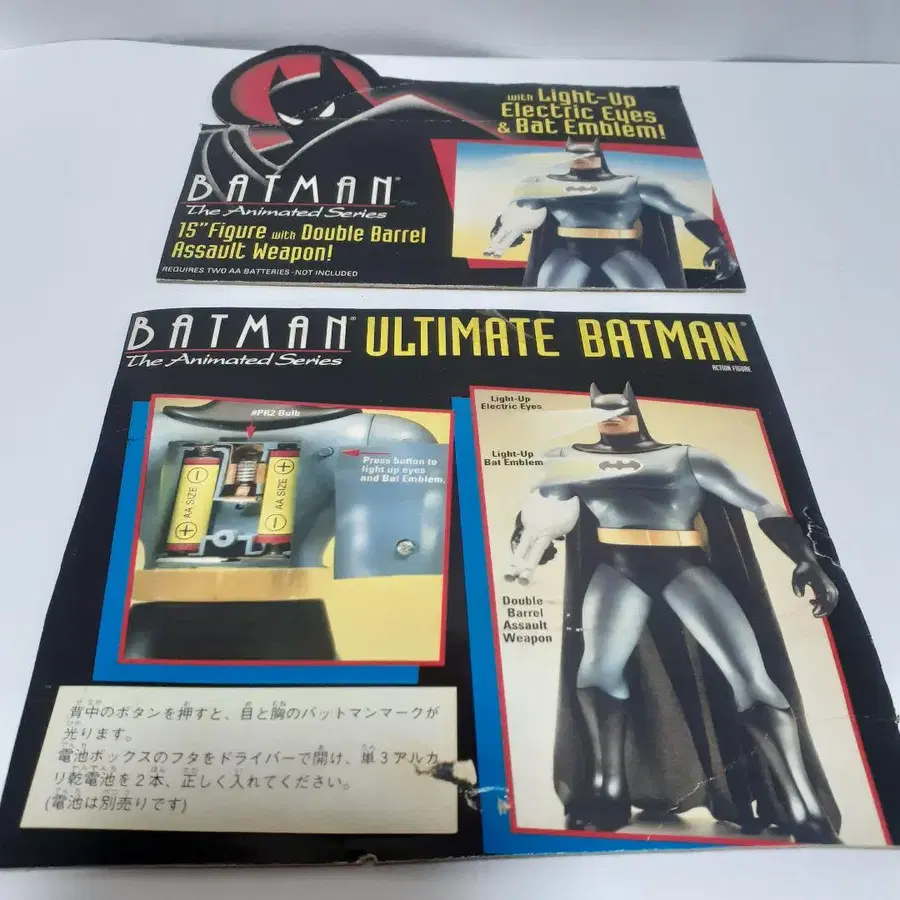 with Light-Up
Electric Eyes
& Bat Emblem!
BATMAN
The Animated Series
15" Figure with Double Barrel
Assault Weapon!
REQUIRES TWO AA BATTERIES - NOT INCLUDED
BATMAN
The Animated Series
ULTIMATE BATMAN
ACTION FIGURE
#PR2 Bulb
Press button to
light up eyes
and Bat Emblem.
AA SIZE
AA SIZE
Light-Up
Electric Eyes
Light-Up
Bat Emblem
Double
Barrel
Assault
Weapon
背中のボタンを押すと、目と胸のバットマンマークが
光ります。
電池ボックスのフタをドライバーで開け、単3アルカ
リ乾電池を2本、正しく入れてください。
(電池は別売りです)